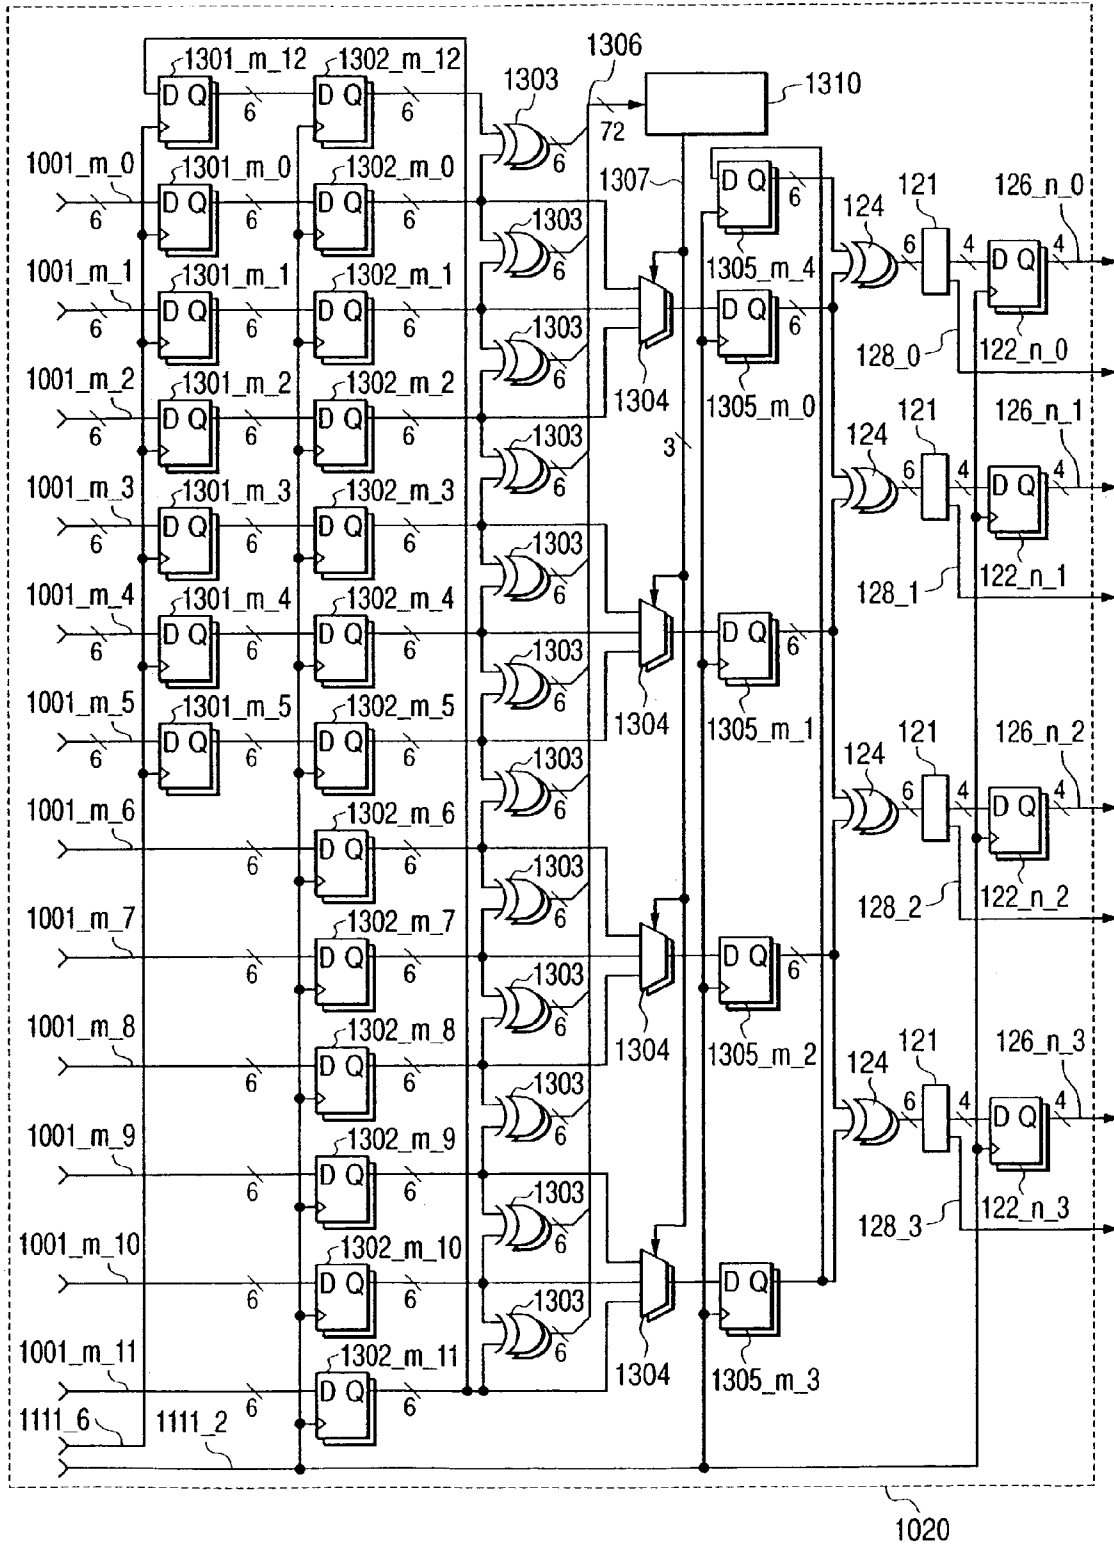 1301_m_12 1302_m_12 1306
D Q 6 D Q 6 1303 6 72 1310
1001_m_0 1301_m_0 1302_m_0 1307 D Q 6 121 126_n_0
6 D Q 6 D Q 6 1303 6 124 6 4 D Q 4
1001_m_1 1301_m_1 1302_m_1 1305_m_4
6 D Q 6 D Q 6 1303 6 D Q 6 128_0 122_n_0
1001_m_2 1301_m_2 1302_m_2 1304 1305_m_0 121 126_n_1
6 D Q 6 D Q 6 1303 6 3 124 6 4 D Q 4
1001_m_3 1301_m_3 1302_m_3
6 D Q 6 D Q 6 1303 6 128_1 122_n_1
1001_m_4 1301_m_4 1302_m_4
6 D Q 6 D Q 6 1303 6 D Q 6
1001_m_5 1301_m_5 1302_m_5 1304 1305_m_1 121 126_n_2
6 D Q 6 D Q 6 1303 6 124 6 4 D Q 4
1001_m_6 1302_m_6
6 D Q 6 1303 6 128_2 122_n_2
1001_m_7 1302_m_7
6 D Q 6 1303 6 D Q 6
1001_m_8 1302_m_8 1304 1305_m_2 121 126_n_3
6 D Q 6 1303 6 124 6 4 D Q 4
1001_m_9 1302_m_9
6 D Q 6 1303 6 128_3 122_n_3
1001_m_10 1302_m_10
6 D Q 6 1303 6 D Q
1001_m_11 1302_m_11 1304 1305_m_3
6 D Q 6
1111_6 1111_2
1020